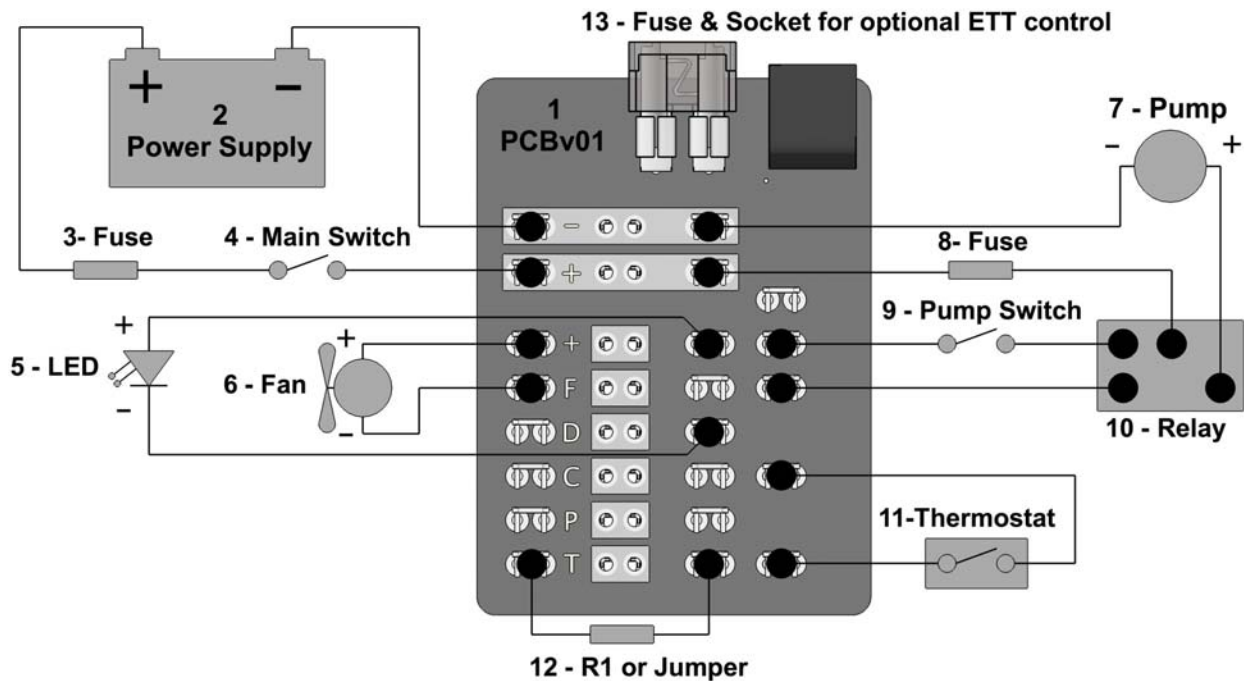 13 - Fuse & Socket for optional ETT control
+
-
2
Power Supply
1
PCBv01
7 - Pump
-
+
3- Fuse
4 - Main Switch
-
+
8- Fuse
9 - Pump Switch
+
5 - LED
-
+
6 - Fan
-
+
F
D
C
P
T
10 - Relay
11-Thermostat
12 - R1 or Jumper